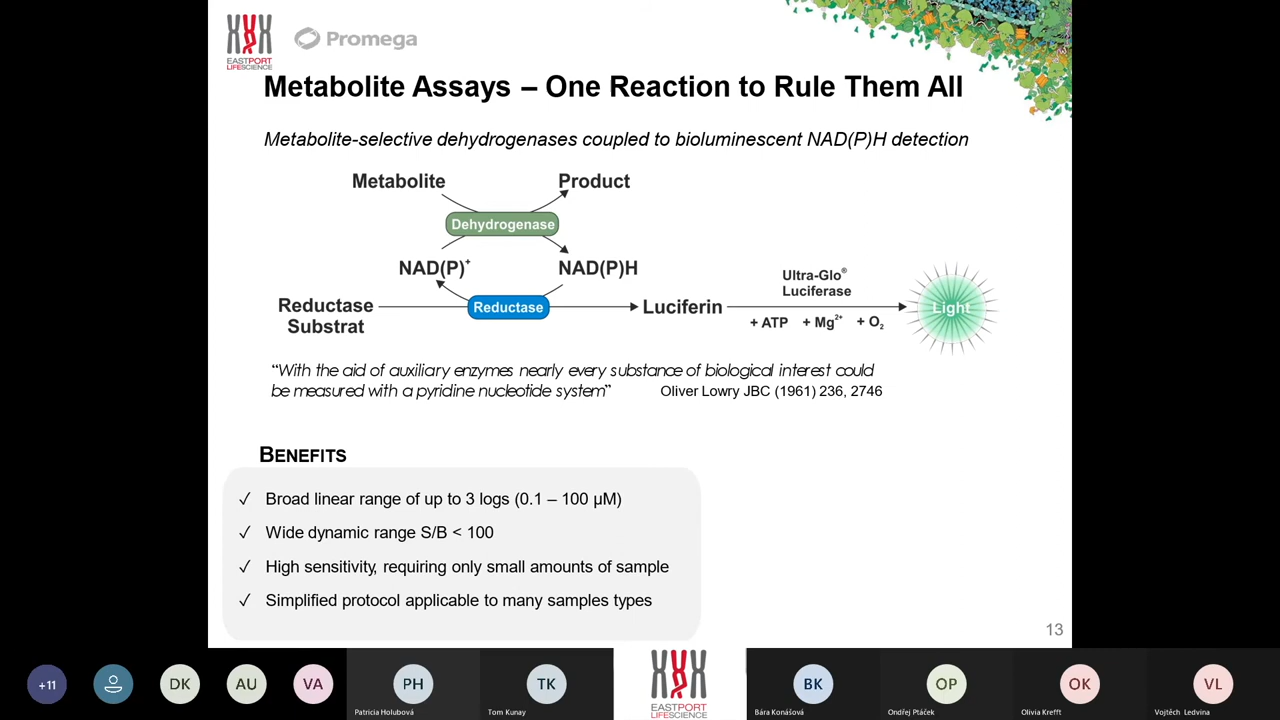 EASTPORT
LIFESCIENCE
Promega
Metabolite Assays – One Reaction to Rule Them All
Metabolite-selective dehydrogenases coupled to bioluminescent NAD(P)H detection
Metabolite
Product
Dehydrogenase
NAD(P)+
NAD(P)H
Reductase
Substrat
Reductase
Luciferin
Ultra-Glo®
Luciferase
+ ATP + Mg2+ + O2
Light
“With the aid of auxiliary enzymes nearly every substance of biological interest could
be measured with a pyridine nucleotide system” Oliver Lowry JBC (1961) 236, 2746
BENEFITS
✓ Broad linear range of up to 3 logs (0.1 – 100 µM)
✓ Wide dynamic range S/B < 100
✓ High sensitivity, requiring only small amounts of sample
✓ Simplified protocol applicable to many samples types
13
+11
DK
AU
VA
PH
Patricia Holubová
TK
Tom Kunay
EASTPORT
LIFESCIENCE
BK
Bára Konášová
OP
Ondřej Ptáček
OK
Olivia Krefft
VL
Vojtěch Ledvina